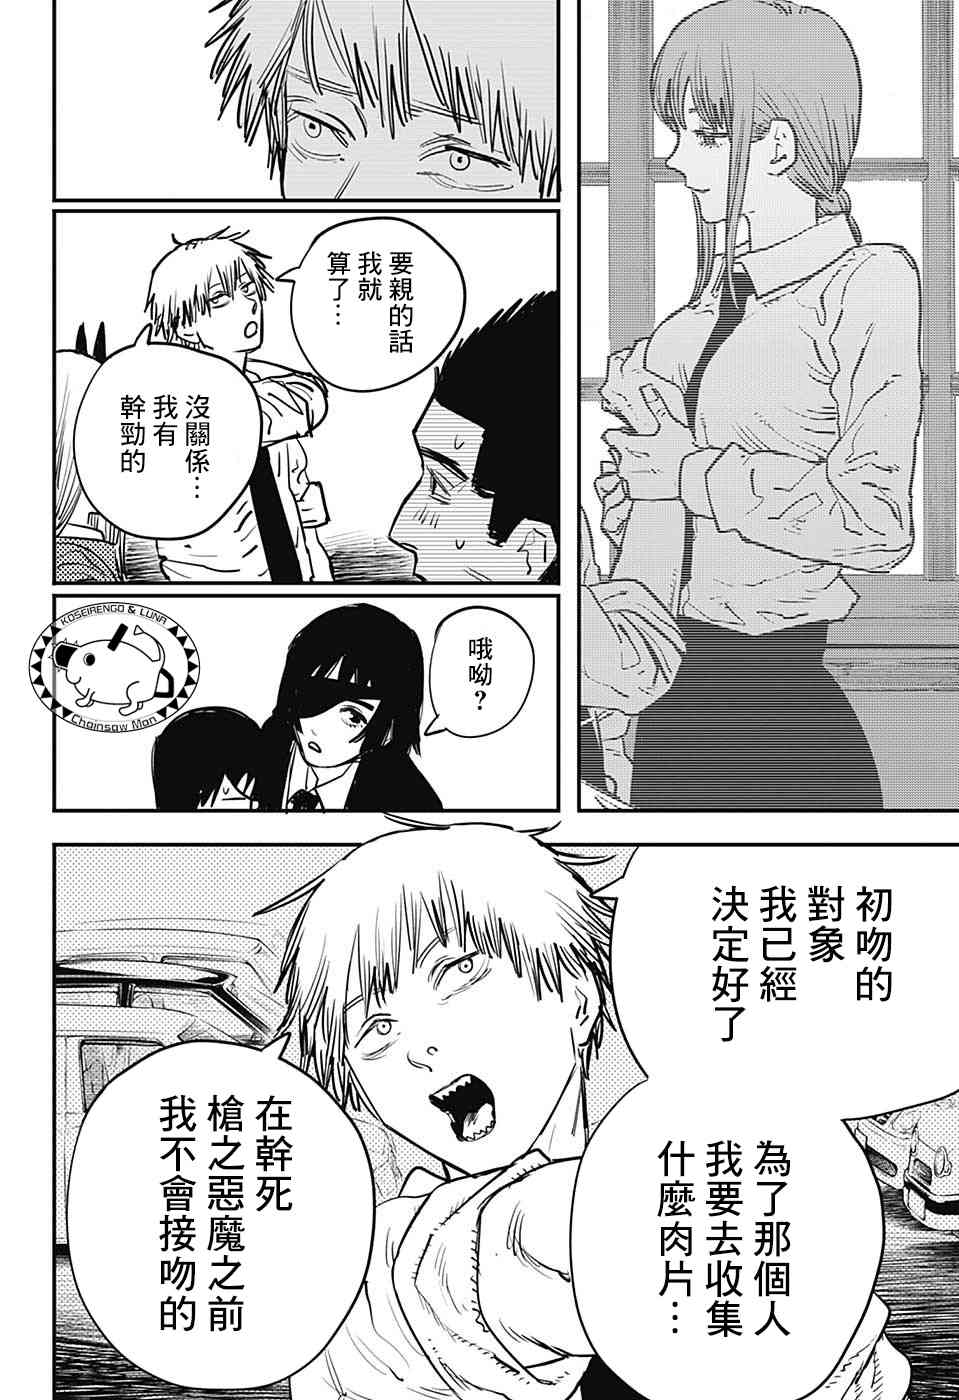 要親的話
我就
算了…
沒關係…
我有
幹勁的
KOSEIRENGO & LUNA
Chainsaw Man
哦呦?
初吻的
對象
我已經
決定好了
為了那個人
我要去收集
什麼肉片…
在幹死
槍之惡魔之前
我不會接吻的